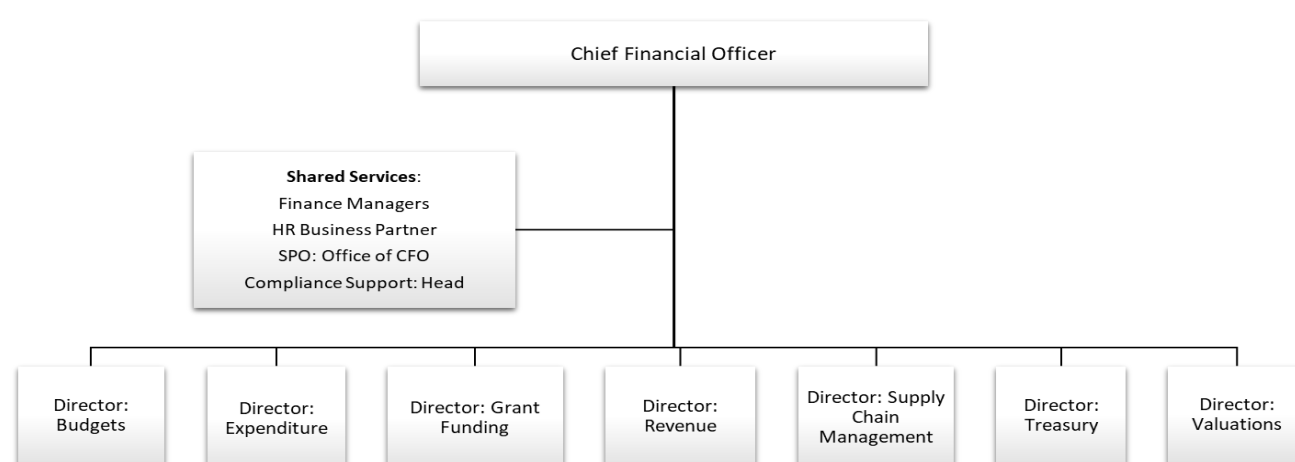 Chief Financial Officer
Shared Services:
Finance Managers
HR Business Partner
SPO: Office of CFO
Compliance Support: Head
Director:
Budgets
Director:
Expenditure
Director: Grant
Funding
Director:
Revenue
Director: Supply
Chain
Management
Director:
Treasury
Director:
Valuations